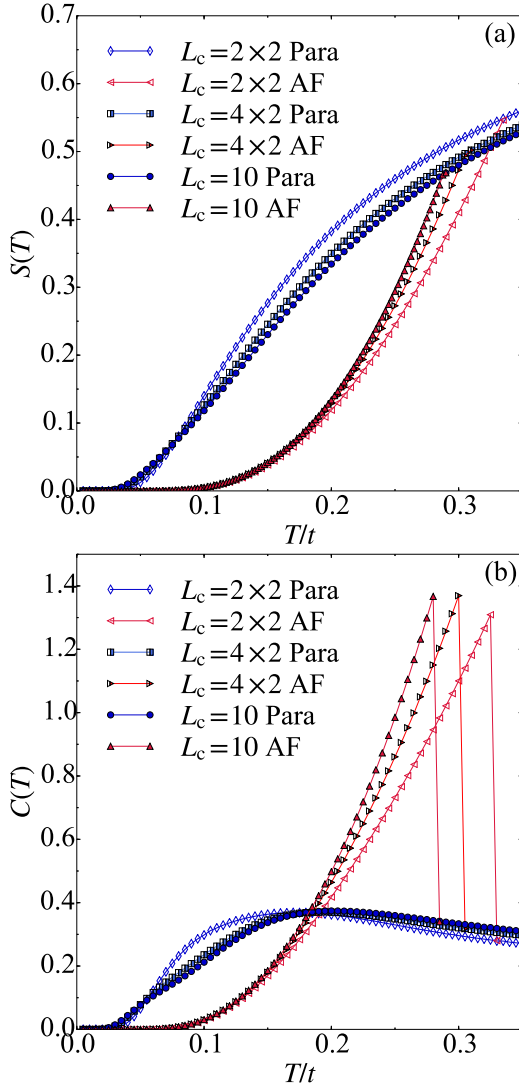 (a)
0.7
0.6
0.5
0.4
0.3
0.2
0.1
0.0
S(T)
L_c=2×2 Para
L_c=2×2 AF
L_c=4×2 Para
L_c=4×2 AF
L_c=10 Para
L_c=10 AF
0.0 0.1 0.2 0.3
T/t
(b)
1.4
1.2
1.0
0.8
0.6
0.4
0.2
0.0
C(T)
L_c=2×2 Para
L_c=2×2 AF
L_c=4×2 Para
L_c=4×2 AF
L_c=10 Para
L_c=10 AF
0.0 0.1 0.2 0.3
T/t